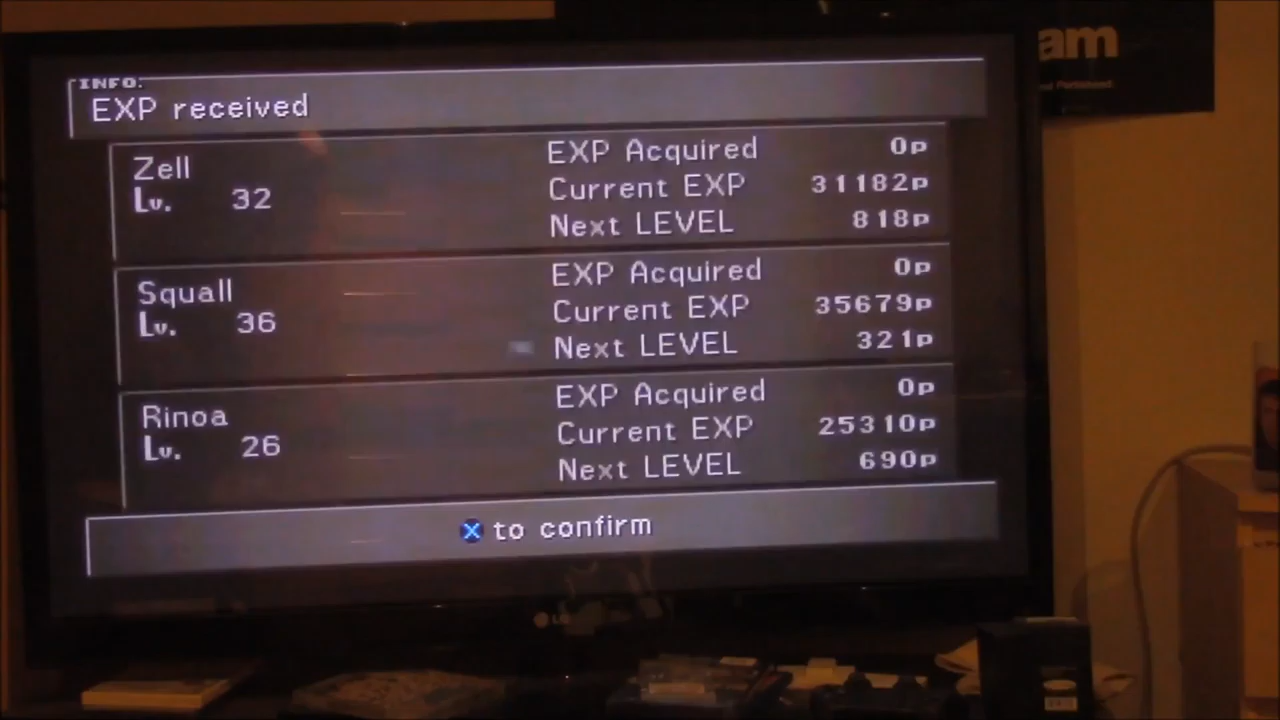 am
INFO:
EXP received
Zell
Lv. 32
EXP Acquired 0P
Current EXP 31182P
Next LEVEL 818P
Squall
Lv. 36
EXP Acquired 0P
Current EXP 35679P
Next LEVEL 321P
Rinoa
Lv. 26
EXP Acquired 0P
Current EXP 25310P
Next LEVEL 690P
X to confirm
LG